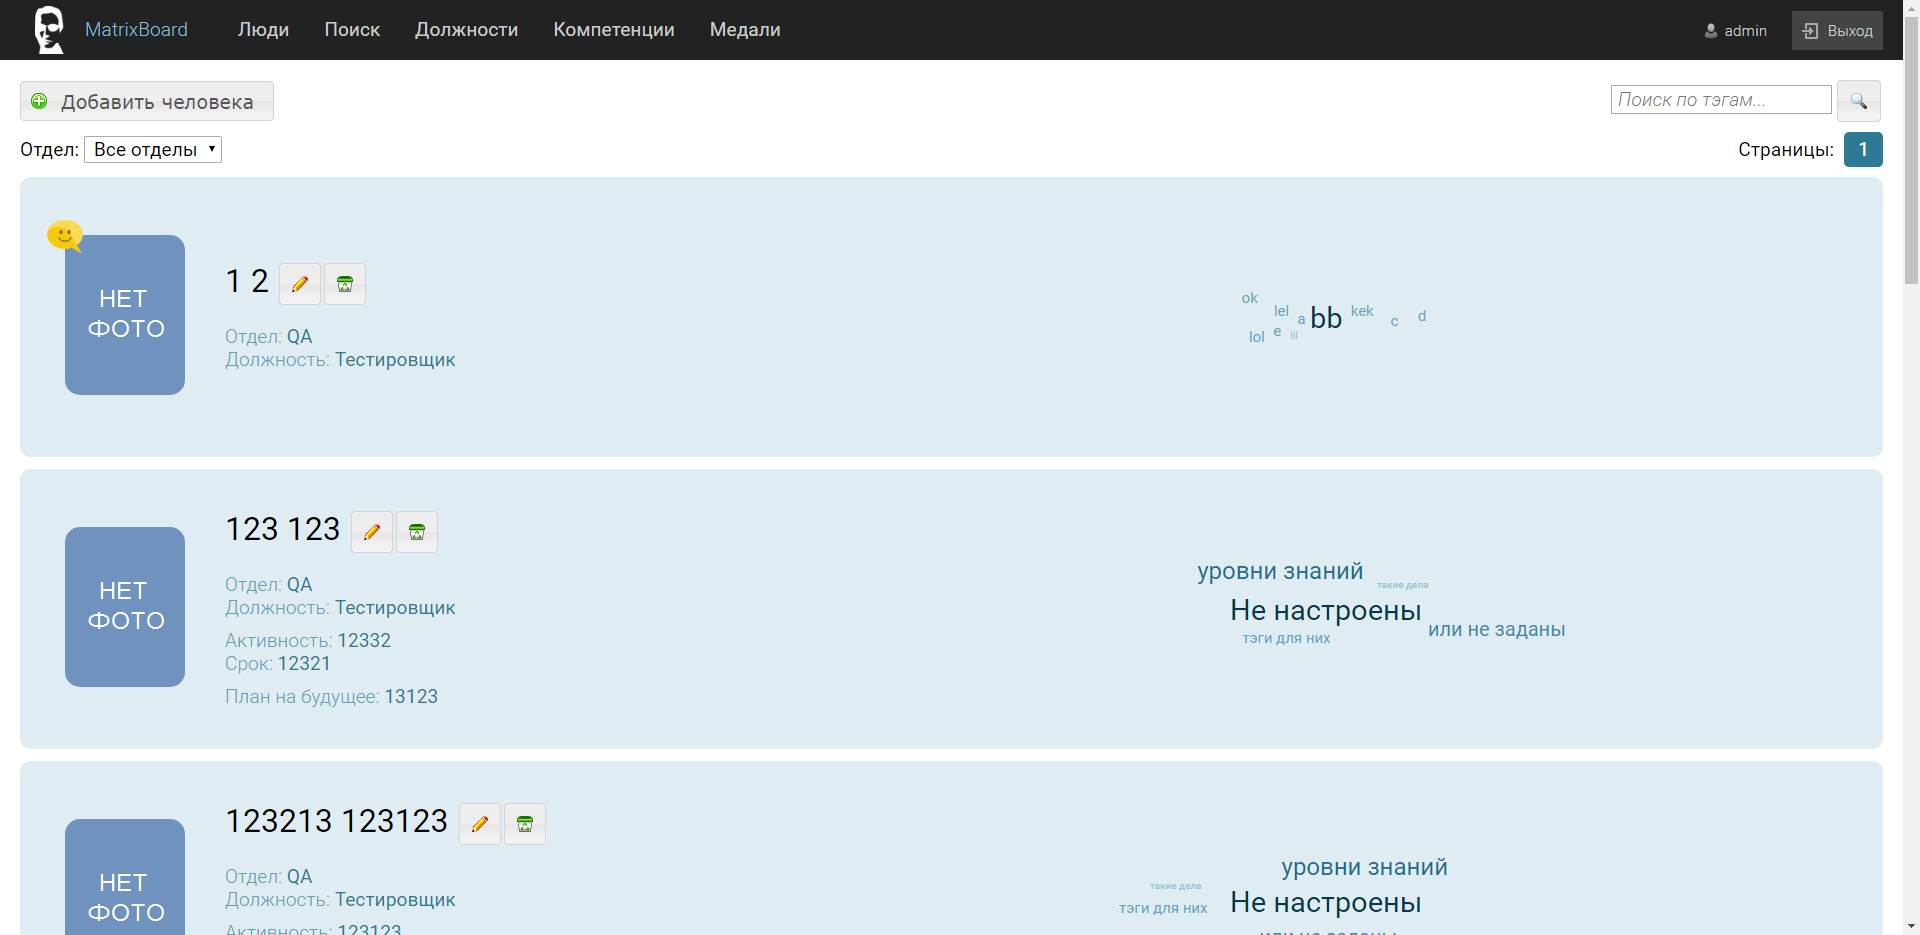 MatrixBoard Люди Поиск Должности Компетенции Медали admin Выход
Добавить человека
Поиск по тэгам...
Отдел: Все отделы
Страницы: 1
НЕТ
ФОТО
1 2
Отдел: QA
Должность: Тестировщик
ok
lel a bb kek c d
lol e lil
НЕТ
ФОТО
123 123
Отдел: QA
Должность: Тестировщик
Активность: 12332
Срок: 12321
План на будущее: 13123
уровни знаний
такие дела
Не настроены
или не заданы
тэги для них
НЕТ
ФОТО
123213 123123
Отдел: QA
Должность: Тестировщик
Активность: 123123
уровни знаний
такие дела
тэги для них Не настроены
или не заданы